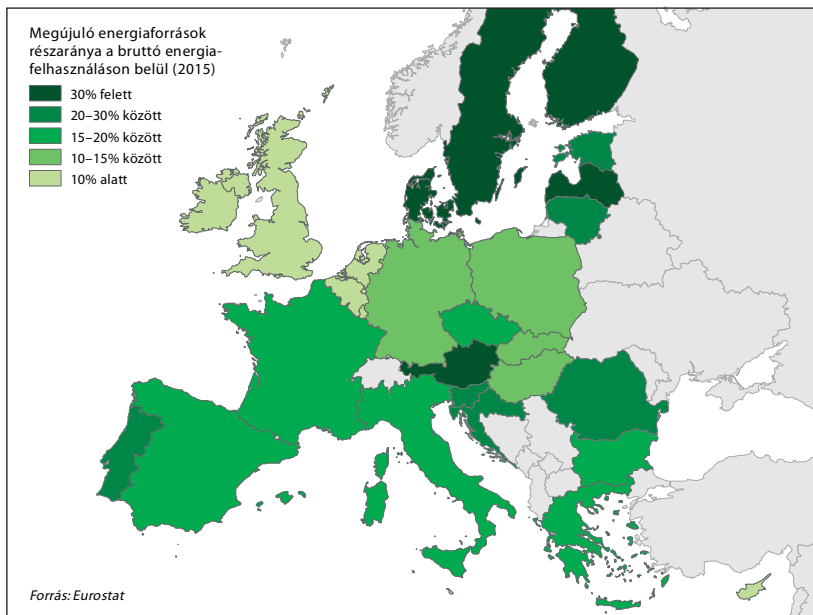 Megújuló energiaforrások
részaránya a bruttó energia-
felhasználáson belül (2015)
30% felett
20–30% között
15–20% között
10–15% között
10% alatt
Forrás: Eurostat